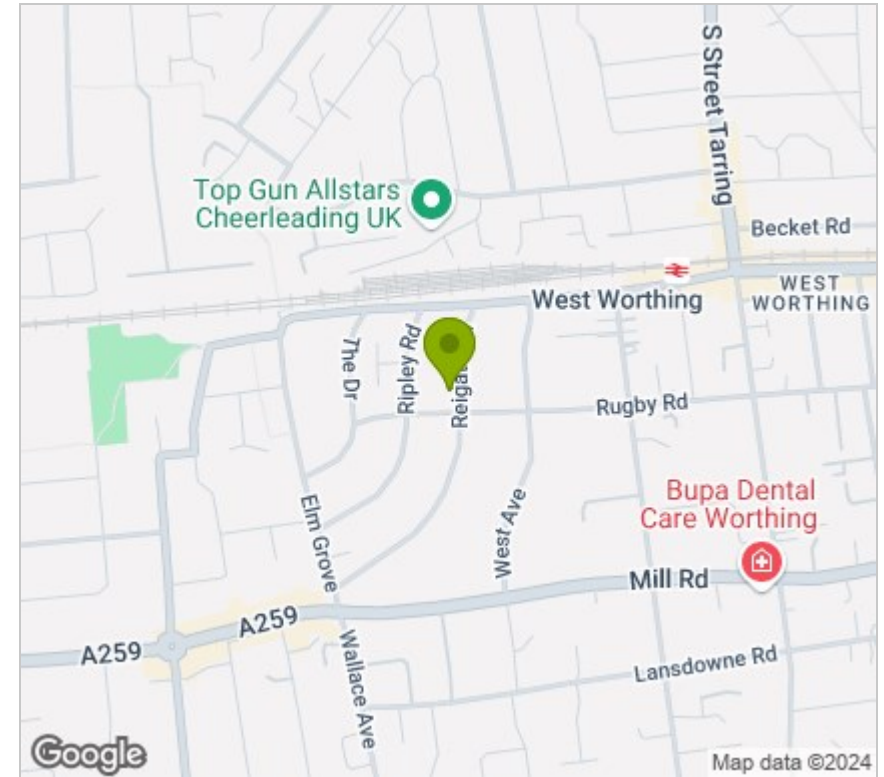 S Street Tarring
Top Gun Allstars
Cheerleading UK
Becket Rd
West Worthing
WEST
WORTHING
The Dr
Ripley Rd
Rugby Rd
Elm Grove
West Ave
Bupa Dental
Care Worthing
Mill Rd
A259
A259
Wallace Ave
Lansdowne Rd
Google
Map data ©2024